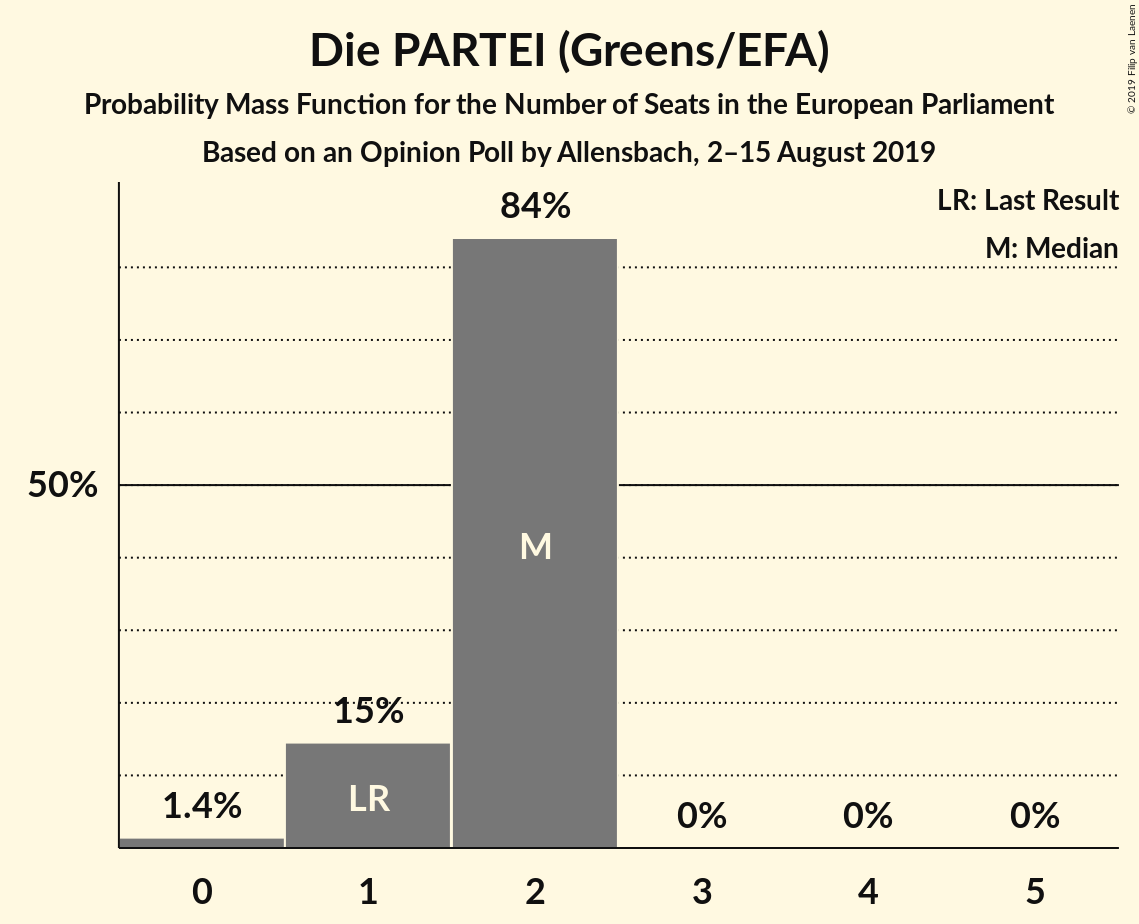 Die PARTEI (Greens/EFA)
Probability Mass Function for the Number of Seats in the European Parliament
Based on an Opinion Poll by Allensbach, 2–15 August 2019
© 2019 Filip van Laenen
LR: Last Result
M: Median
84%
50%
M
15%
LR
1.4%
0%
0%
0%
0
1
2
3
4
5